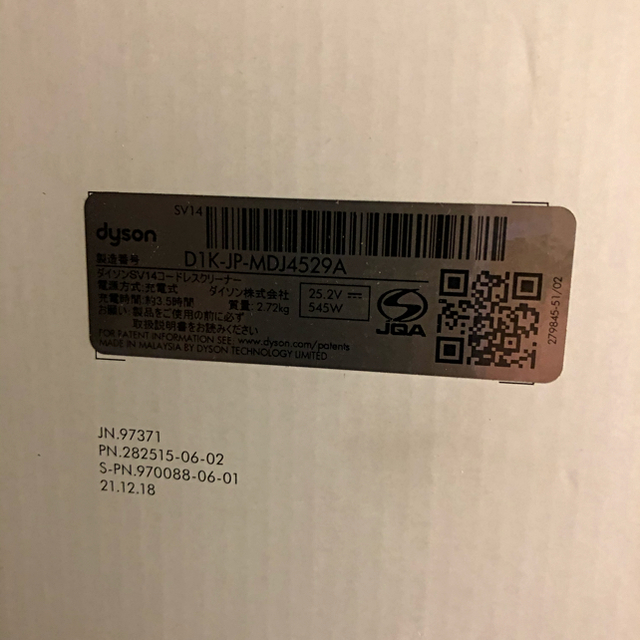 SV14
dyson
製造番号 D1K-JP-MDJ4529A
ダイソンSV14コードレスクリーナー
電源方式:充電式 ダイソン株式会社
充電時間:約3.5時間 質量: 2.72kg
25.2V
545W
JQA
お願い:製品をご使用の前に必ず
取扱説明書をお読みください
FOR PATENT INFORMATION SEE www.dyson.com/patents
MADE IN MALAYSIA BY DYSON TECHNOLOGY LIMITED
279845-51/02
JN.97371
PN.282515-06-02
S-PN.970088-06-01
21.12.18